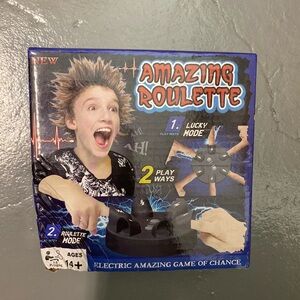 NEW
AMAZING
ROULETTE
1. LUCKY
MODE
AH!
2 PLAY
WAYS
2. ROULETTE
MODE
AGES
14+
ELECTRIC AMAZING GAME OF CHANCE